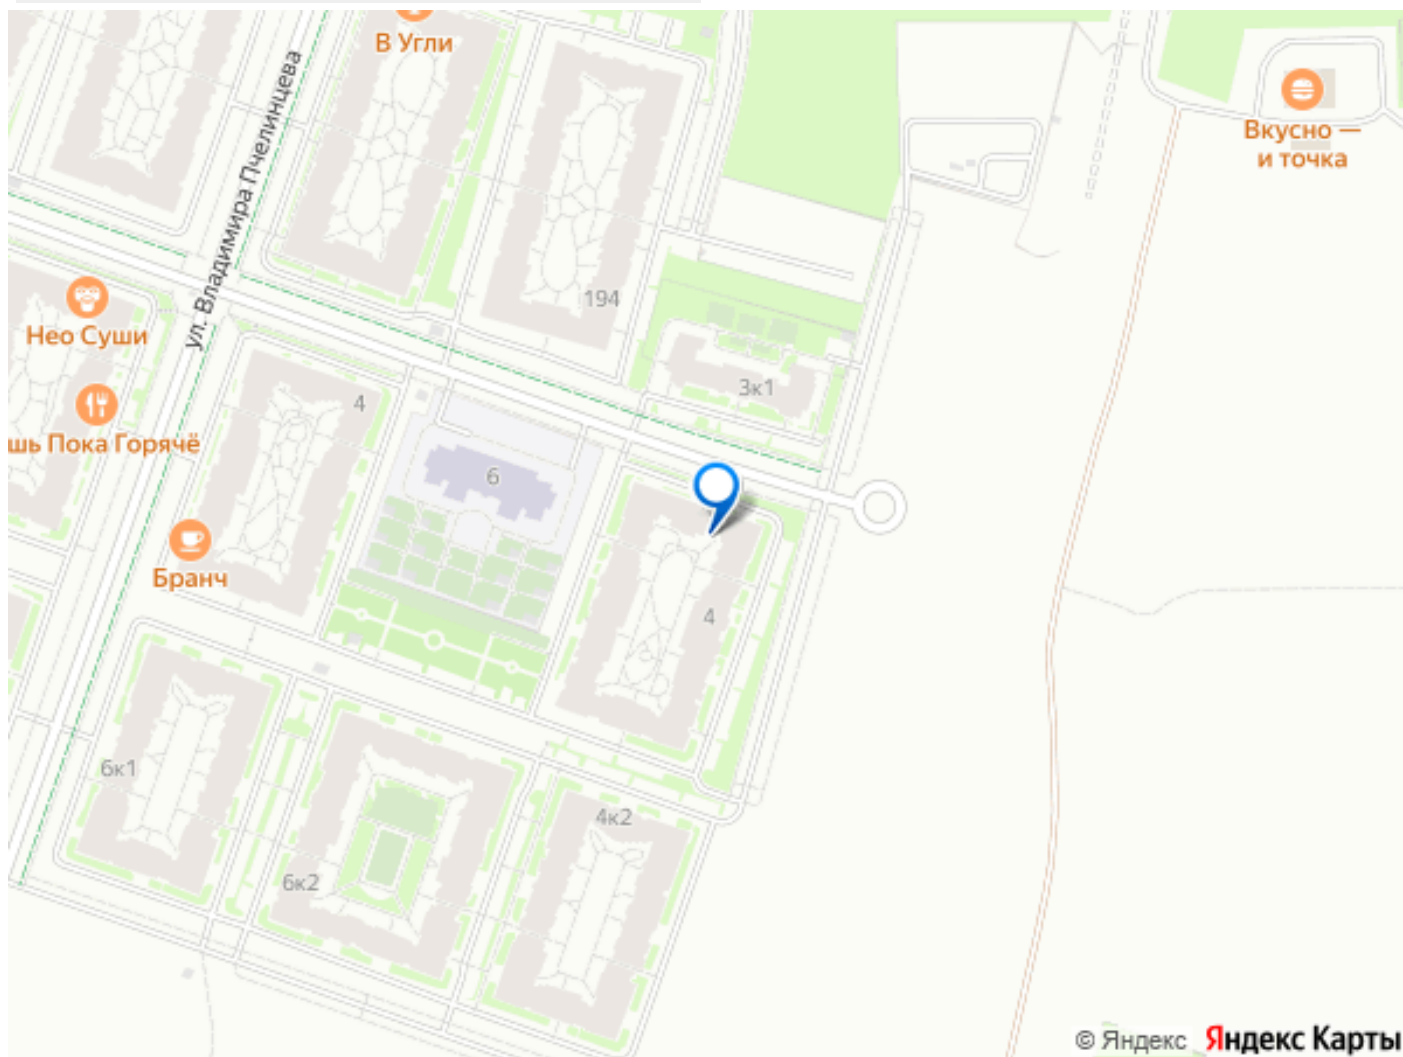 В Угли
Вкусно —
и точка
ул. Владимира Пчелинцева
194
Нео Суши
3к1
4
шь Пока Горячё
6
Бранч
4
6к1
4к2
6к2
© Яндекс Яндекс Карты